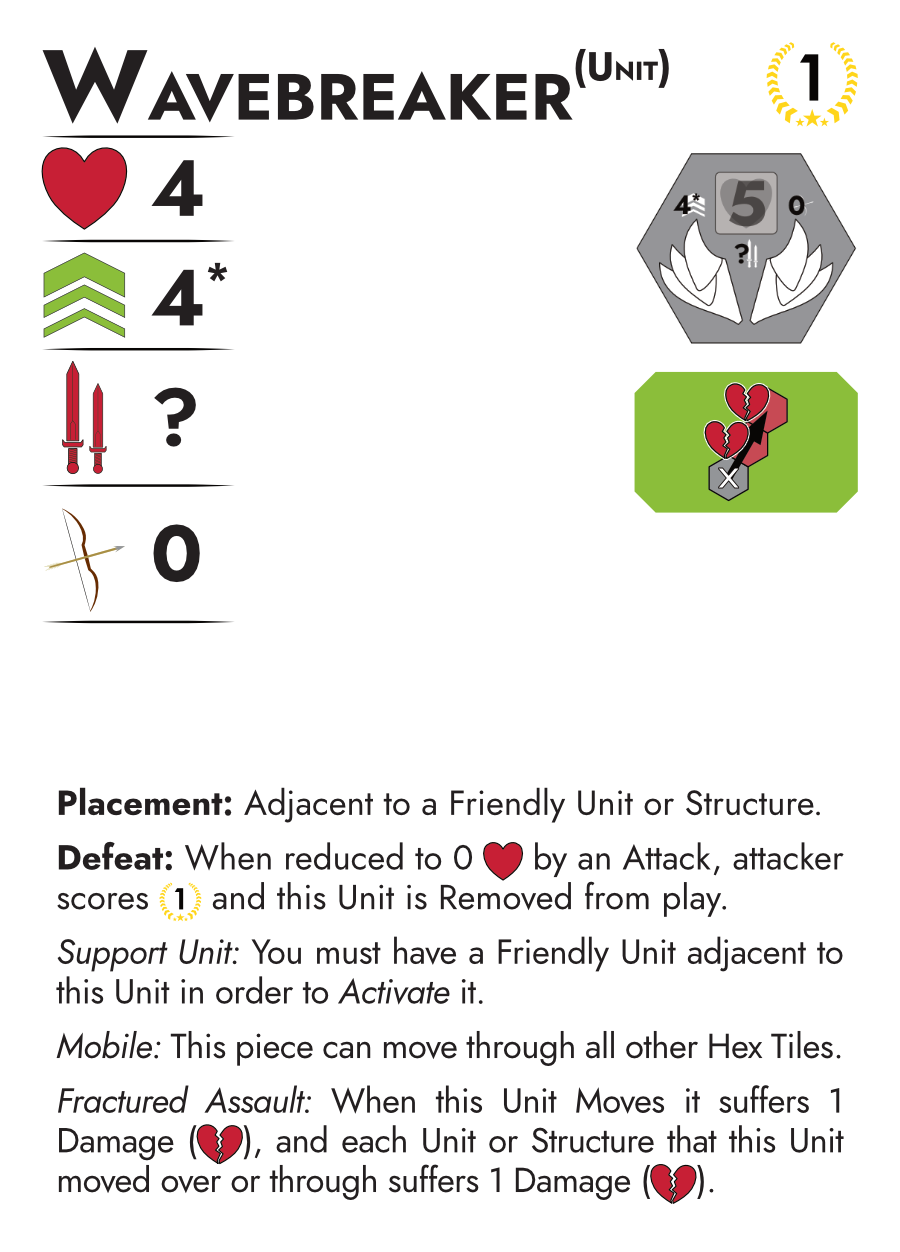 WAVEBREAKER (UNIT)
1
4
4*
?
0
4* 5 0
?
X
Placement: Adjacent to a Friendly Unit or Structure.
Defeat: When reduced to 0 by an Attack, attacker
scores 1 and this Unit is Removed from play.
Support Unit: You must have a Friendly Unit adjacent to
this Unit in order to Activate it.
Mobile: This piece can move through all other Hex Tiles.
Fractured Assault: When this Unit Moves it suffers 1
Damage ( ), and each Unit or Structure that this Unit
moved over or through suffers 1 Damage ( ).